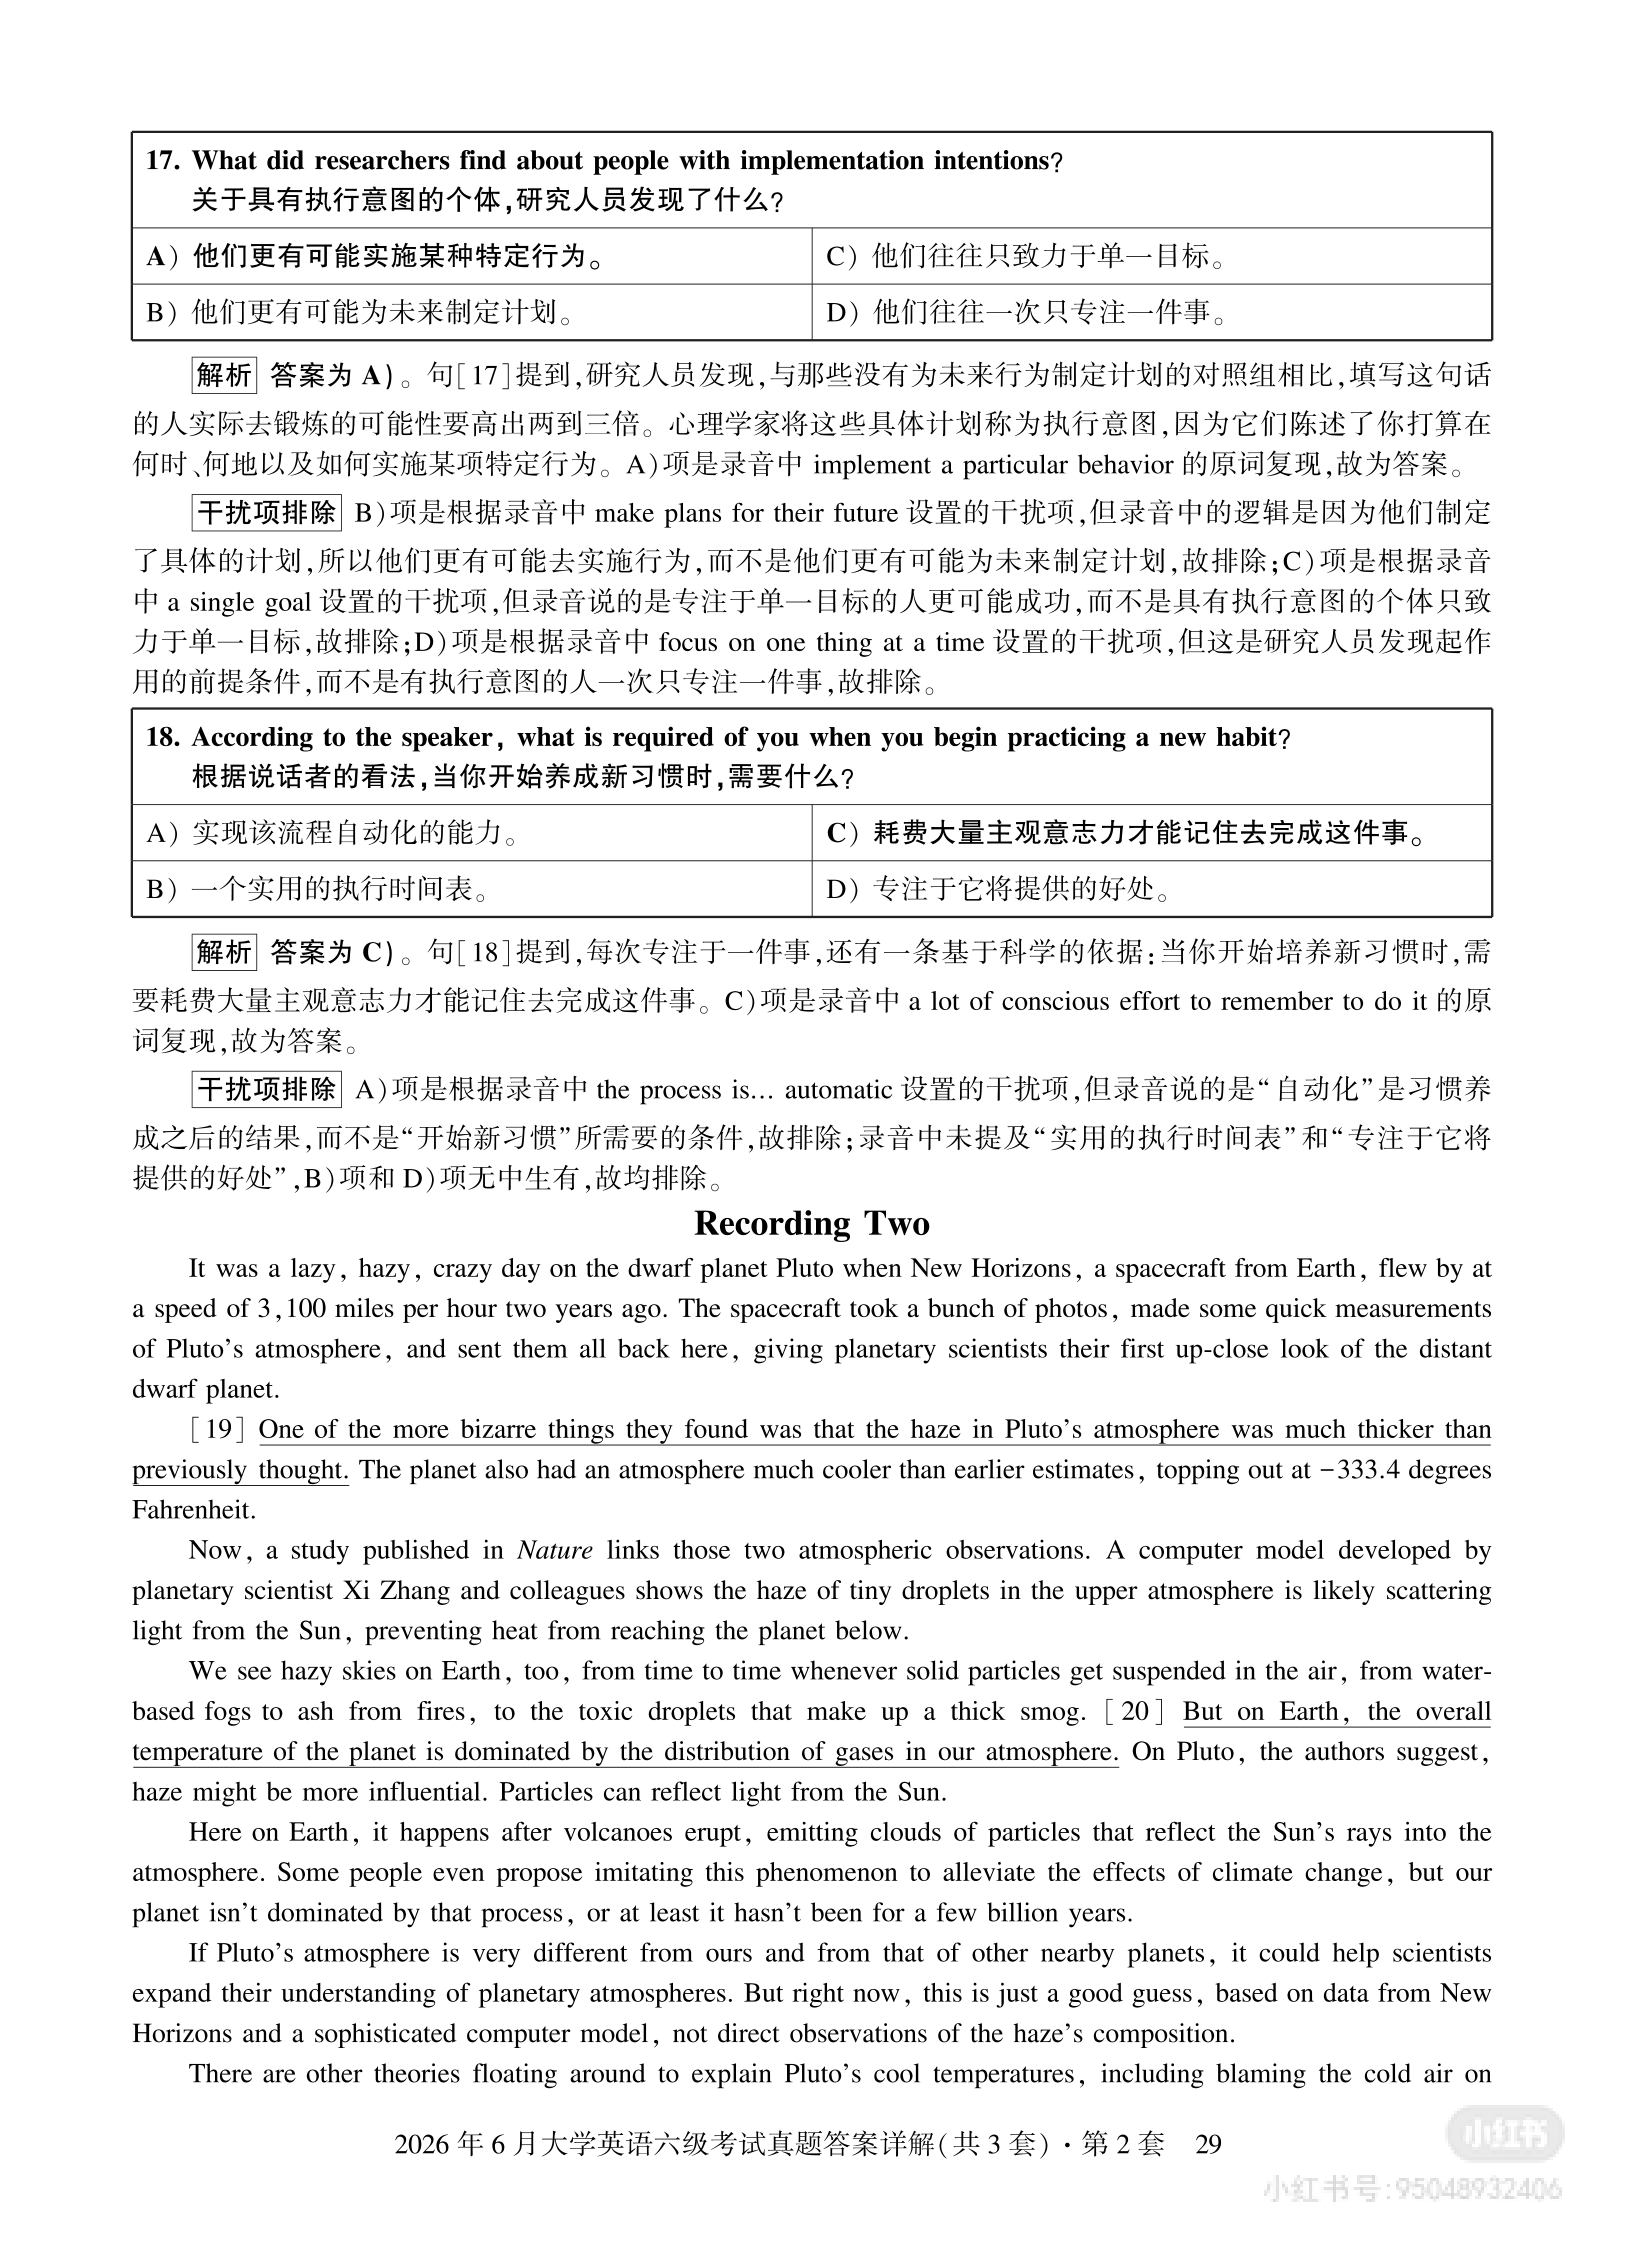 17. What did researchers find about people with implementation intentions?
关于具有执行意图的个体,研究人员发现了什么?
A) 他们更有可能实施某种特定行为。
C) 他们往往只致力于单一目标。
B) 他们更有可能为未来制定计划。
D) 他们往往一次只专注一件事。
解析 答案为 A)。句[17]提到,研究人员发现,与那些没有为未来行为制定计划的对照组相比,填写这句话
的人实际去锻炼的可能性要高出两到三倍。心理学家将这些具体计划称为执行意图,因为它们陈述了你打算在
何时、何地以及如何实施某项特定行为。A)项是录音中 implement a particular behavior 的原词复现,故为答案。
干扰项排除 B)项是根据录音中 make plans for their future 设置的干扰项,但录音中的逻辑是因为他们制定
了具体的计划,所以他们更有可能去实施行为,而不是他们更有可能为未来制定计划,故排除;C)项是根据录音
中 a single goal 设置的干扰项,但录音说的是专注于单一目标的人更可能成功,而不是具有执行意图的个体只致
力于单一目标,故排除;D)项是根据录音中 focus on one thing at a time 设置的干扰项,但这是研究人员发现起作
用的前提条件,而不是有执行意图的人一次只专注一件事,故排除。
18. According to the speaker, what is required of you when you begin practicing a new habit?
根据说话者的看法,当你开始养成新习惯时,需要什么?
A) 实现该流程自动化的能力。
C) 耗费大量主观意志力才能记住去完成这件事。
B) 一个实用的执行时间表。
D) 专注于它将提供的好处。
解析 答案为 C)。句[18]提到,每次专注于一件事,还有一条基于科学的依据:当你开始培养新习惯时,需
要耗费大量主观意志力才能记住去完成这件事。C)项是录音中 a lot of conscious effort to remember to do it 的原
词复现,故为答案。
干扰项排除 A)项是根据录音中 the process is… automatic 设置的干扰项,但录音说的是“自动化”是习惯养
成之后的结果,而不是“开始新习惯”所需要的条件,故排除;录音中未提及“实用的执行时间表”和“专注于它将
提供的好处”,B)项和 D)项无中生有,故均排除。
Recording Two
It was a lazy, hazy, crazy day on the dwarf planet Pluto when New Horizons, a spacecraft from Earth, flew by at
a speed of 3,100 miles per hour two years ago. The spacecraft took a bunch of photos, made some quick measurements
of Pluto’s atmosphere, and sent them all back here, giving planetary scientists their first up-close look of the distant
dwarf planet.
[19] One of the more bizarre things they found was that the haze in Pluto’s atmosphere was much thicker than
previously thought. The planet also had an atmosphere much cooler than earlier estimates, topping out at −333.4 degrees
Fahrenheit.
Now, a study published in Nature links those two atmospheric observations. A computer model developed by
planetary scientist Xi Zhang and colleagues shows the haze of tiny droplets in the upper atmosphere is likely scattering
light from the Sun, preventing heat from reaching the planet below.
We see hazy skies on Earth, too, from time to time whenever solid particles get suspended in the air, from water-
based fogs to ash from fires, to the toxic droplets that make up a thick smog. [20] But on Earth, the overall
temperature of the planet is dominated by the distribution of gases in our atmosphere. On Pluto, the authors suggest,
haze might be more influential. Particles can reflect light from the Sun.
Here on Earth, it happens after volcanoes erupt, emitting clouds of particles that reflect the Sun’s rays into the
atmosphere. Some people even propose imitating this phenomenon to alleviate the effects of climate change, but our
planet isn’t dominated by that process, or at least it hasn’t been for a few billion years.
If Pluto’s atmosphere is very different from ours and from that of other nearby planets, it could help scientists
expand their understanding of planetary atmospheres. But right now, this is just a good guess, based on data from New
Horizons and a sophisticated computer model, not direct observations of the haze’s composition.
There are other theories floating around to explain Pluto’s cool temperatures, including blaming the cold air on
2026 年 6 月大学英语六级考试真题答案详解(共 3 套)·第 2 套 29
小红书
小红书号:95048932406